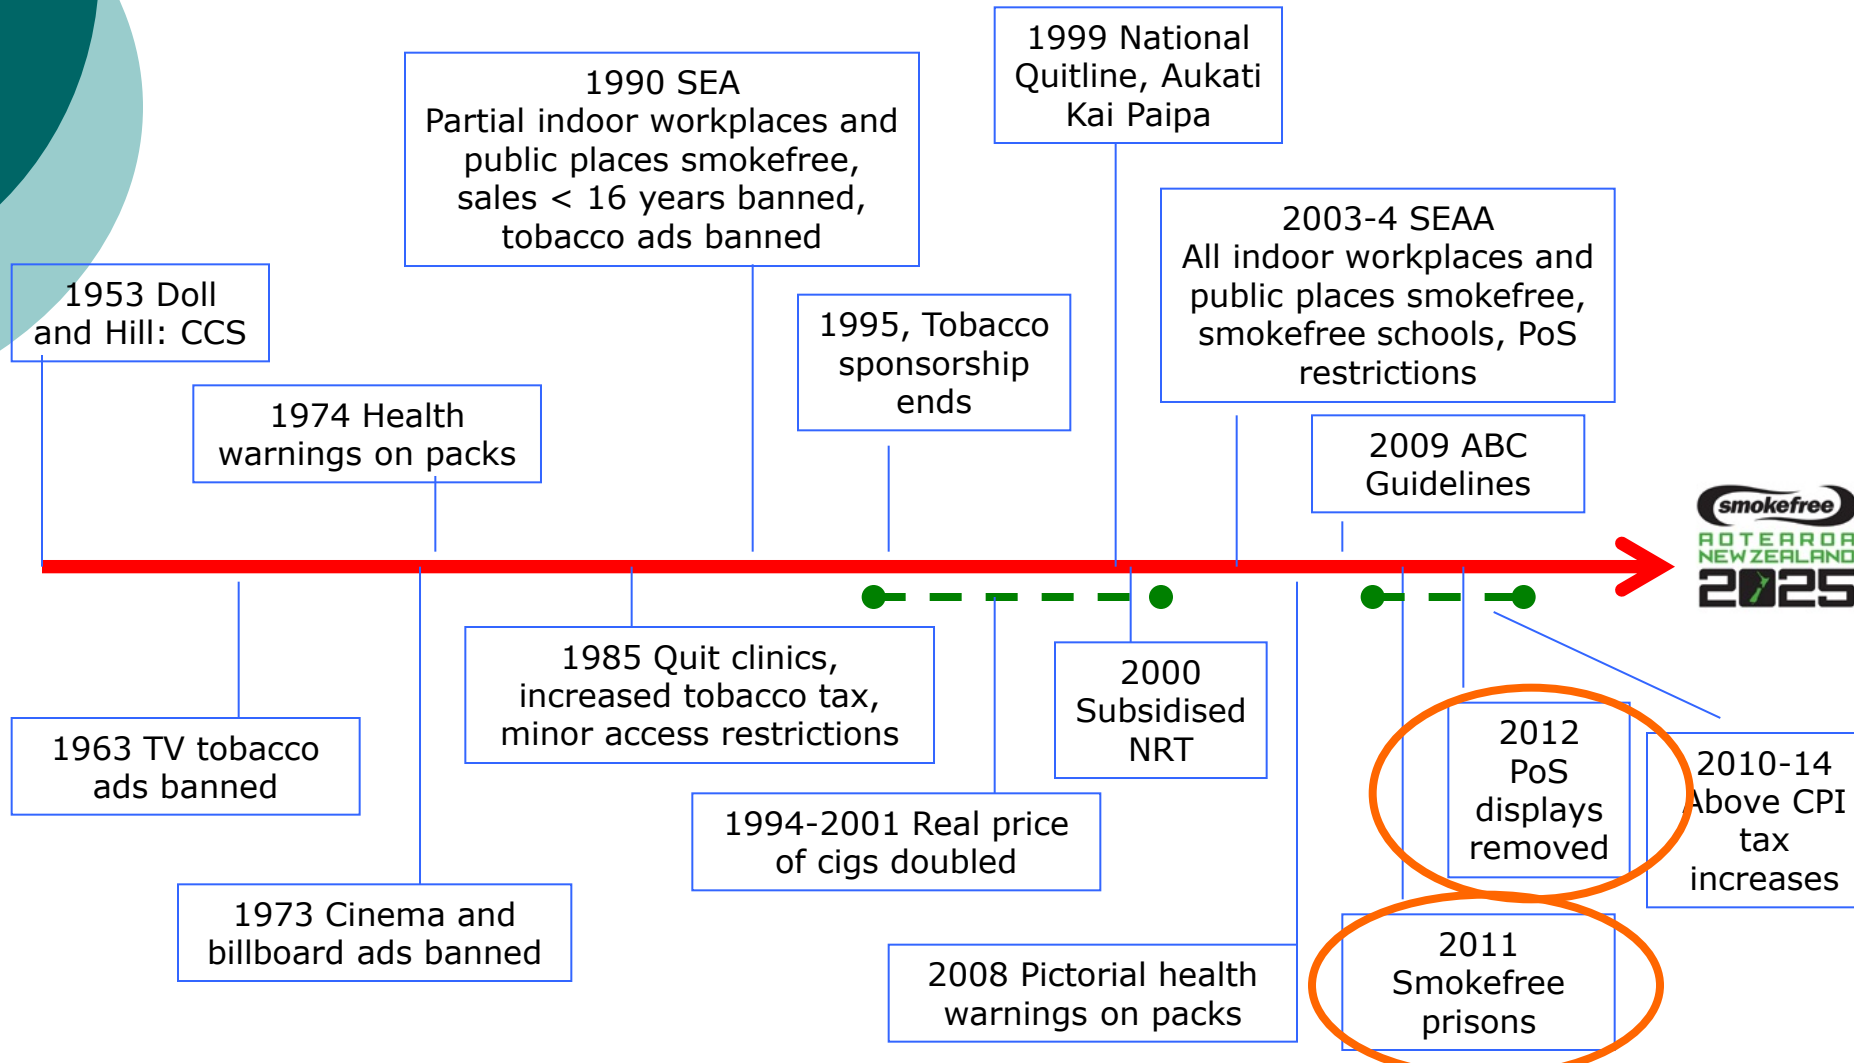 1999 National
Quitline, Aukati
Kai Paipa
1990 SEA
Partial indoor workplaces and
public places smokefree,
sales < 16 years banned,
tobacco ads banned
2003-4 SEAA
All indoor workplaces and
public places smokefree,
smokefree schools, PoS
restrictions
1953 Doll
and Hill: CCS
1995, Tobacco
sponsorship
ends
1974 Health
warnings on packs
2009 ABC
Guidelines
smokefree
AOTEAROA
NEW ZEALAND
2025
1985 Quit clinics,
increased tobacco tax,
minor access restrictions
2000
Subsidised
NRT
1963 TV tobacco
ads banned
2012
PoS
displays
removed
2010-14
Above CPI
tax
increases
1994-2001 Real price
of cigs doubled
1973 Cinema and
billboard ads banned
2008 Pictorial health
warnings on packs
2011
Smokefree
prisons